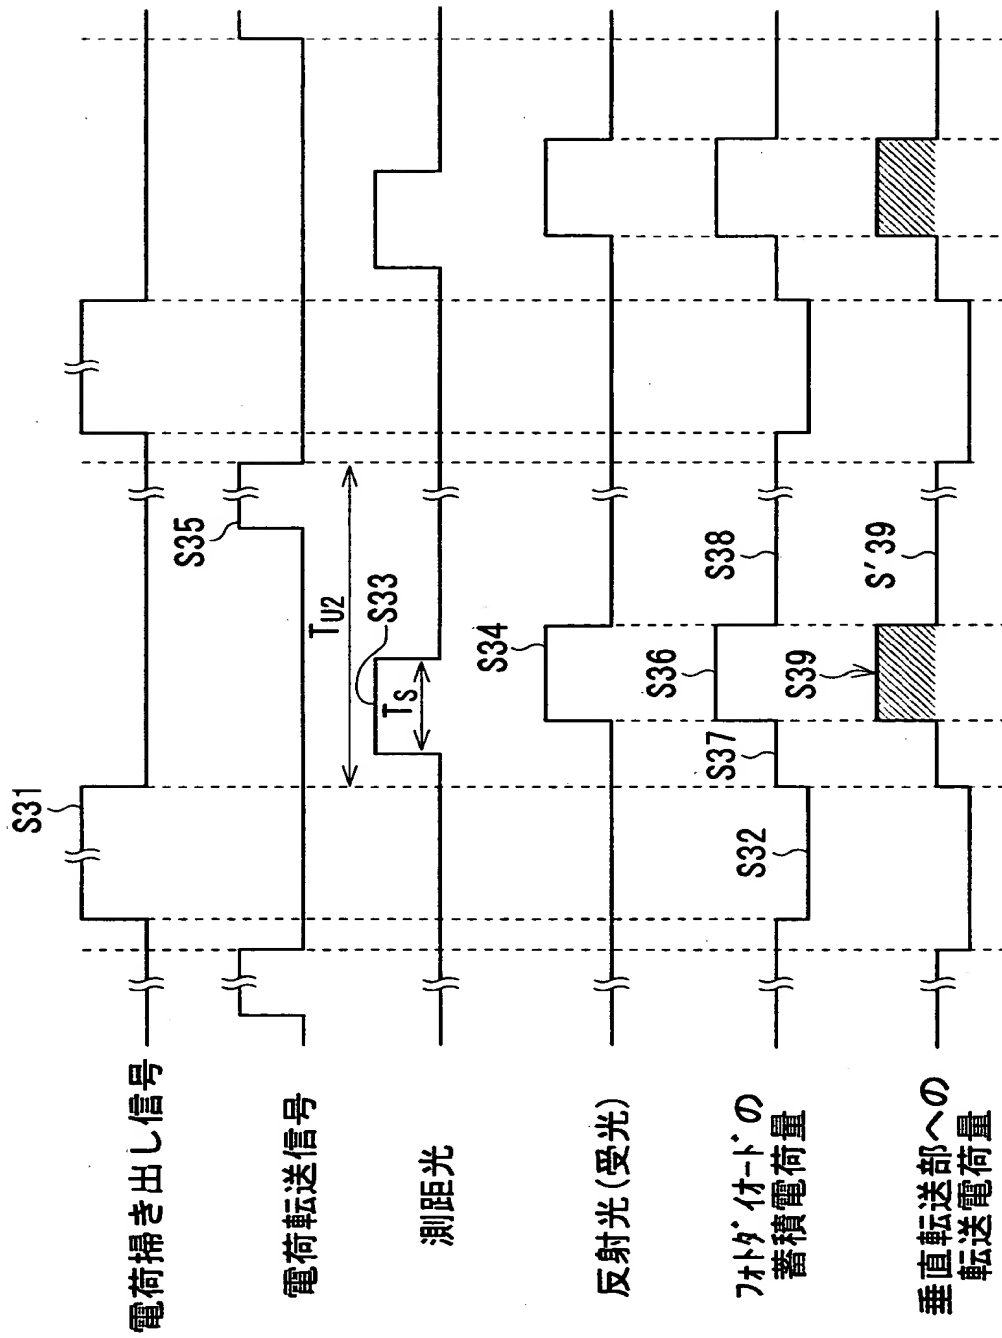 電荷掃き出し信号
S31
電荷転送信号
S35
TU2
測距光
S33
TS
反射光(受光)
S34
フォトダイオードの
蓄積電荷量
S32
S37
S36
S38
垂直転送部への
転送電荷量
S39
S'39